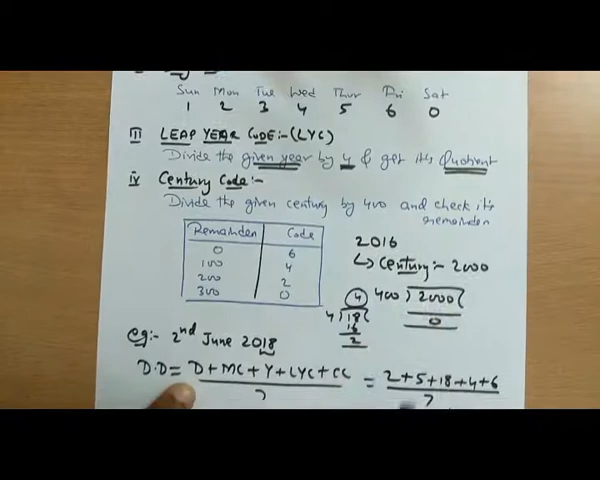 Sun Mon Tue Wed Thur Fri Sat
1 2 3 4 5 6 0
III LEAP YEAR CODE:-(LYC)
Divide the given year by 4 & get it's Quotient
IV Century Code:-
Divide the given century by 400 and check it's
remainder
Remainder Code
0 6
100 4
200 2
300 0
2016
↳ Century:- 2000
400 ) 2000 (
0
4
4 ) 18 (
16
2
eg:- 2nd June 2018
D.D = D + MC + Y + LYC + CC / 7 = 2+5+18+4+6 / 7